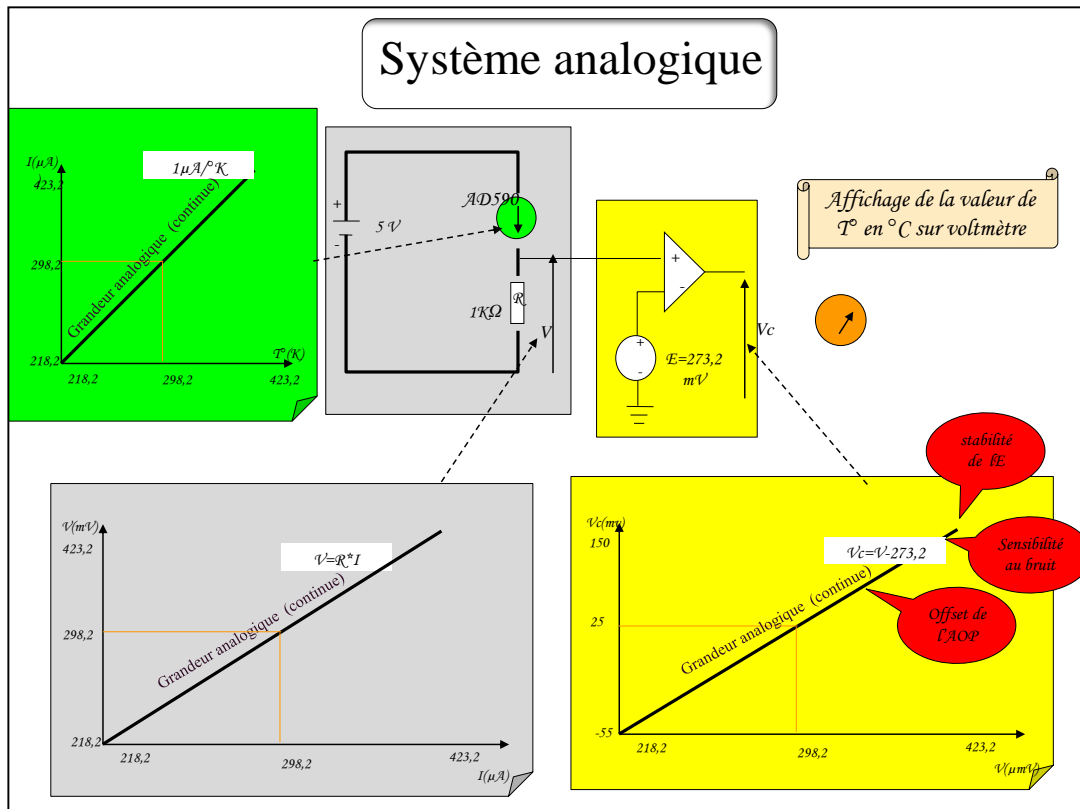 Système analogique
I(µA)
)
423,2
1µA/°K
Grandeur analogique (continue)
298,2
218,2
T°(K)
218,2
298,2
423,2
AD590
+
5 V
-
R
1KΩ
V
+
-
Vc
+
E=273,2
-
mV
Affichage de la valeur de
T° en °C sur voltmètre
V(mV)
423,2
V=R*I
Grandeur analogique (continue)
298,2
218,2
218,2
298,2
423,2
I(µA)
stabilité
de l'E
Vc(mv)
150
Vc=V-273,2
Sensibilité
au bruit
Grandeur analogique (continue)
Offset de
l'AOP
25
-55
218,2
298,2
423,2
V(µmV)